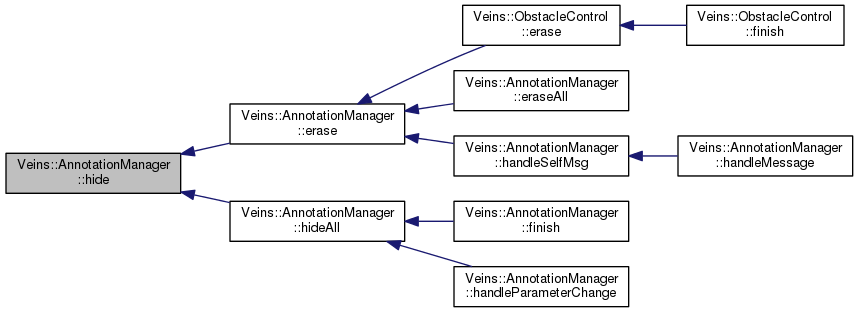 Veins::AnnotationManager
::hide
Veins::AnnotationManager
::erase
Veins::ObstacleControl
::erase
Veins::ObstacleControl
::finish
Veins::AnnotationManager
::eraseAll
Veins::AnnotationManager
::handleSelfMsg
Veins::AnnotationManager
::handleMessage
Veins::AnnotationManager
::hideAll
Veins::AnnotationManager
::finish
Veins::AnnotationManager
::handleParameterChange